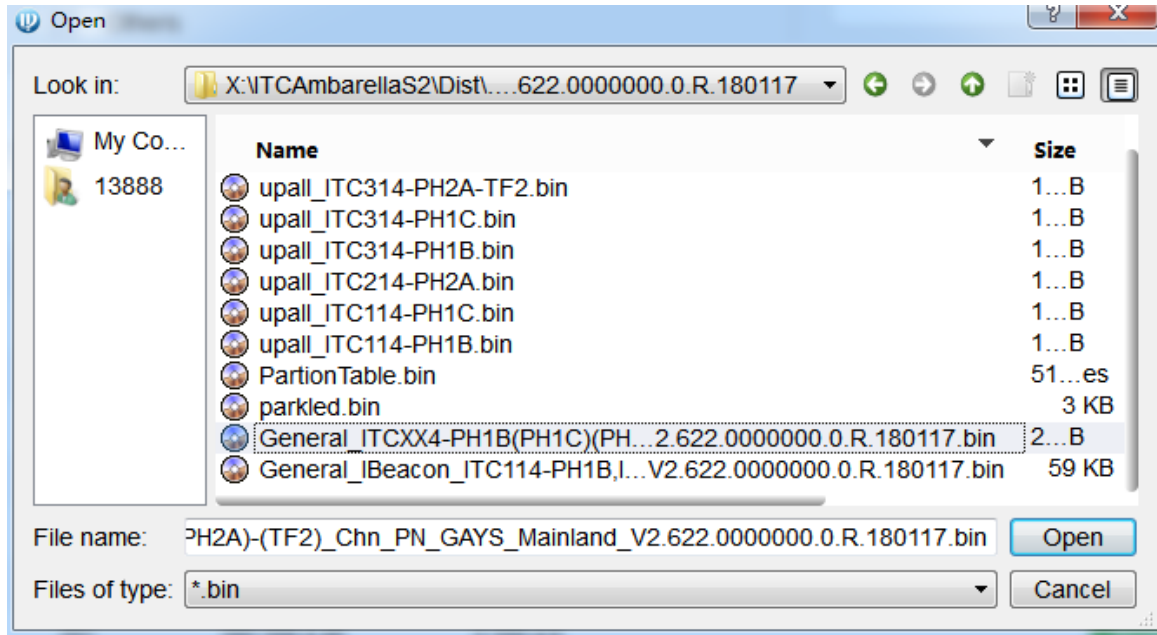 Open
Look in: X:\ITCAmbarellaS2\Dist\....622.0000000.0.R.180117
My Co...
13888
Name Size
upall_ITC314-PH2A-TF2.bin 1...B
upall_ITC314-PH1C.bin 1...B
upall_ITC314-PH1B.bin 1...B
upall_ITC214-PH2A.bin 1...B
upall_ITC114-PH1C.bin 1...B
upall_ITC114-PH1B.bin 1...B
PartionTable.bin 51...es
parkled.bin 3 KB
General_ITCXX4-PH1B(PH1C)(PH...2.622.0000000.0.R.180117.bin 2...B
General_IBeacon_ITC114-PH1B,I...V2.622.0000000.0.R.180117.bin 59 KB
File name: PH2A)-(TF2)_Chn_PN_GAYS_Mainland_V2.622.0000000.0.R.180117.bin Open
Files of type: *.bin Cancel